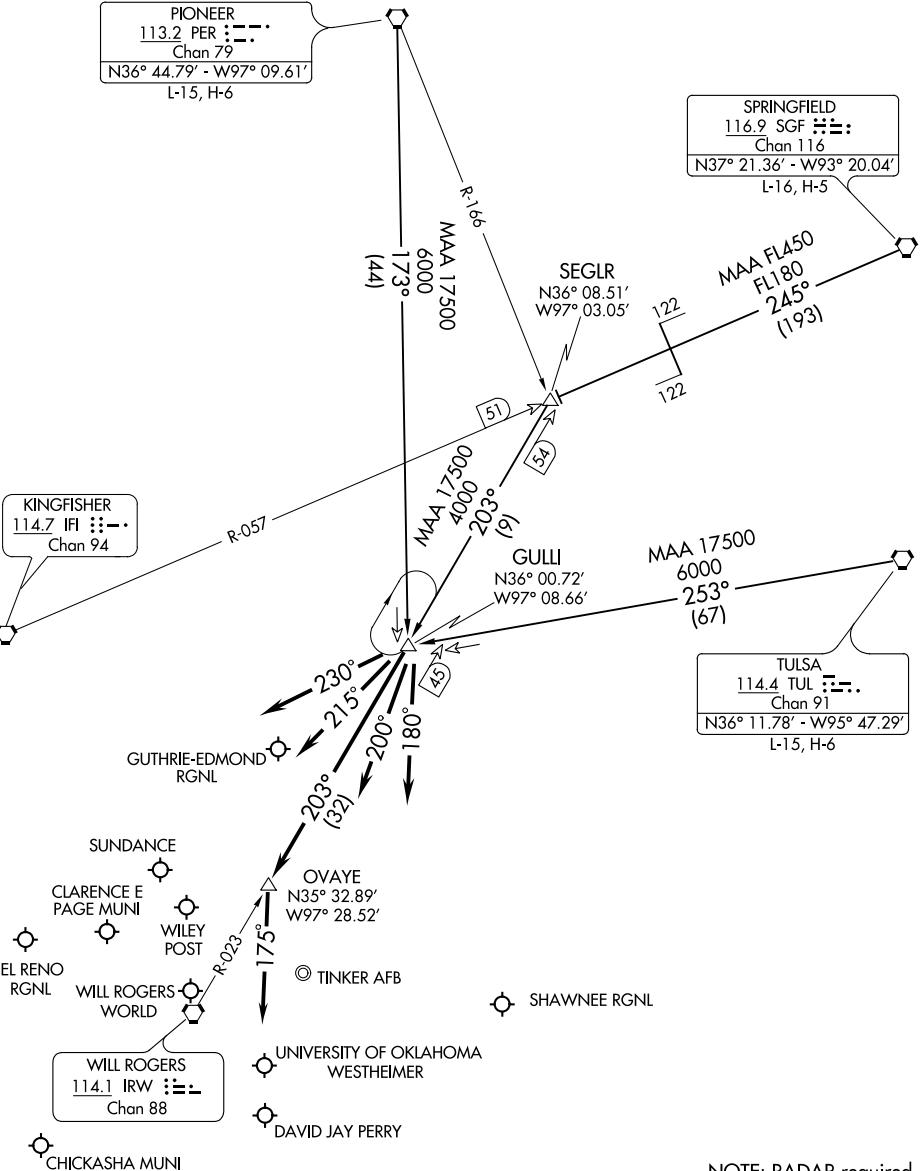 PIONEER
113.2 PER
Chan 79
N36° 44.79' - W97° 09.61'
L-15, H-6
SPRINGFIELD
116.9 SGF
Chan 116
N37° 21.36' - W93° 20.04'
L-16, H-5
R-166
MAA 17500
6000
173°
(44)
SEGLR
N36° 08.51'
W97° 03.05'
MAA FL450
FL180
245°
(193)
122
122
51
54
KINGFISHER
114.7 IFI
Chan 94
R-057
MAA 17500
4000
203°
(9)
GULLI
N36° 00.72'
W97° 08.66'
MAA 17500
6000
253°
(67)
45
TULSA
114.4 TUL
Chan 91
N36° 11.78' - W95° 47.29'
L-15, H-6
230°
215°
200°
180°
GUTHRIE-EDMOND
RGNL
203°
(32)
SUNDANCE
OVAYE
N35° 32.89'
W97° 28.52'
CLARENCE E
PAGE MUNI
WILEY
POST
R-023
175°
EL RENO
RGNL
TINKER AFB
WILL ROGERS
WORLD
SHAWNEE RGNL
WILL ROGERS
114.1 IRW
Chan 88
UNIVERSITY OF OKLAHOMA
WESTHEIMER
DAVID JAY PERRY
CHICKASHA MUNI
NOTE: RADAR required